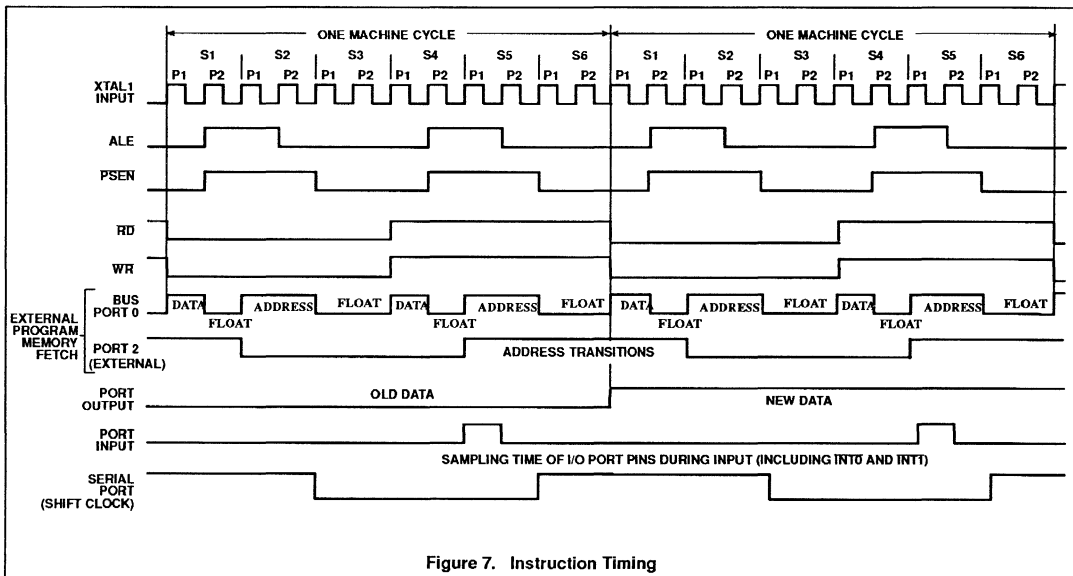 ONE MACHINE CYCLE ONE MACHINE CYCLE
S1 S2 S3 S4 S5 S6 S1 S2 S3 S4 S5 S6
P1 P2 P1 P2 P1 P2 P1 P2 P1 P2 P1 P2 P1 P2 P1 P2 P1 P2 P1 P2 P1 P2 P1 P2
XTAL1
INPUT
ALE
PSEN
RD
WR
EXTERNAL
PROGRAM
MEMORY
FETCH
BUS
PORT 0
DATA ADDRESS FLOAT DATA ADDRESS FLOAT DATA ADDRESS FLOAT DATA ADDRESS FLOAT
FLOAT FLOAT FLOAT FLOAT
PORT 2
(EXTERNAL)
ADDRESS TRANSITIONS
PORT
OUTPUT
OLD DATA NEW DATA
PORT
INPUT
SAMPLING TIME OF I/O PORT PINS DURING INPUT (INCLUDING INT0 AND INT1)
SERIAL
PORT
(SHIFT CLOCK)
Figure 7. Instruction Timing